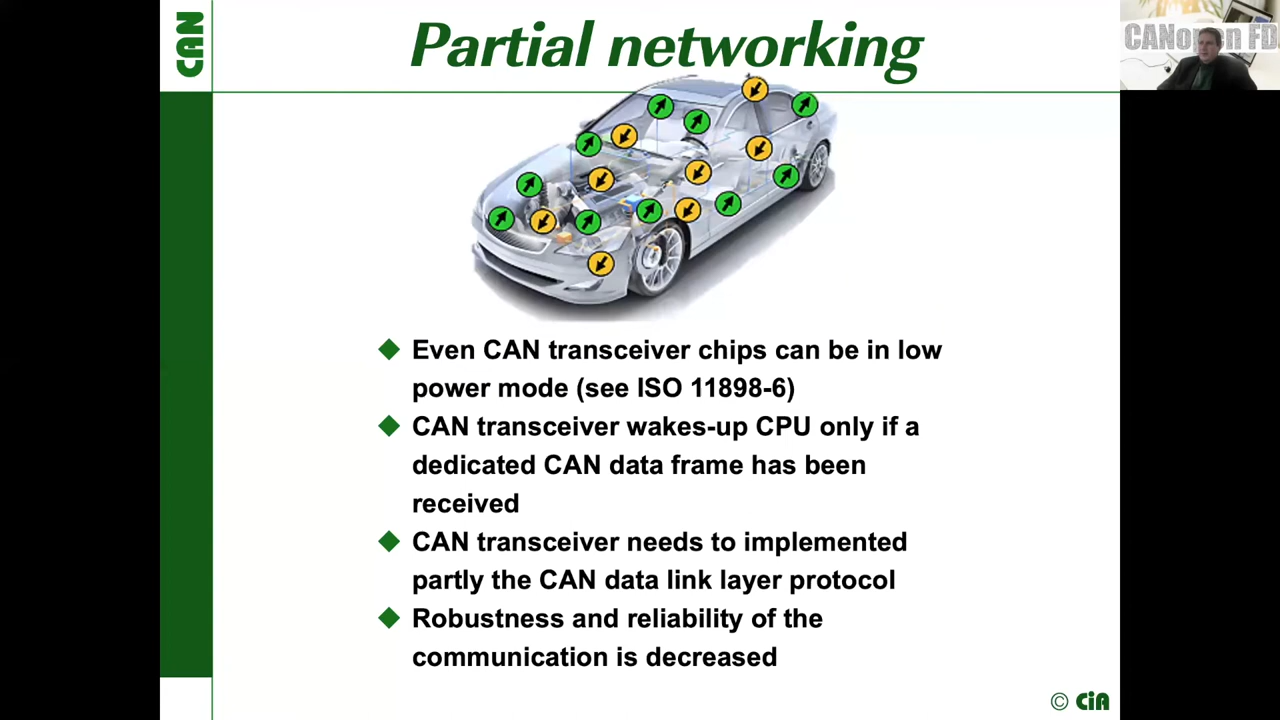 CAN
Partial networking
CANopen FD
Even CAN transceiver chips can be in low
power mode (see ISO 11898-6)
CAN transceiver wakes-up CPU only if a
dedicated CAN data frame has been
received
CAN transceiver needs to implemented
partly the CAN data link layer protocol
Robustness and reliability of the
communication is decreased
© CiA